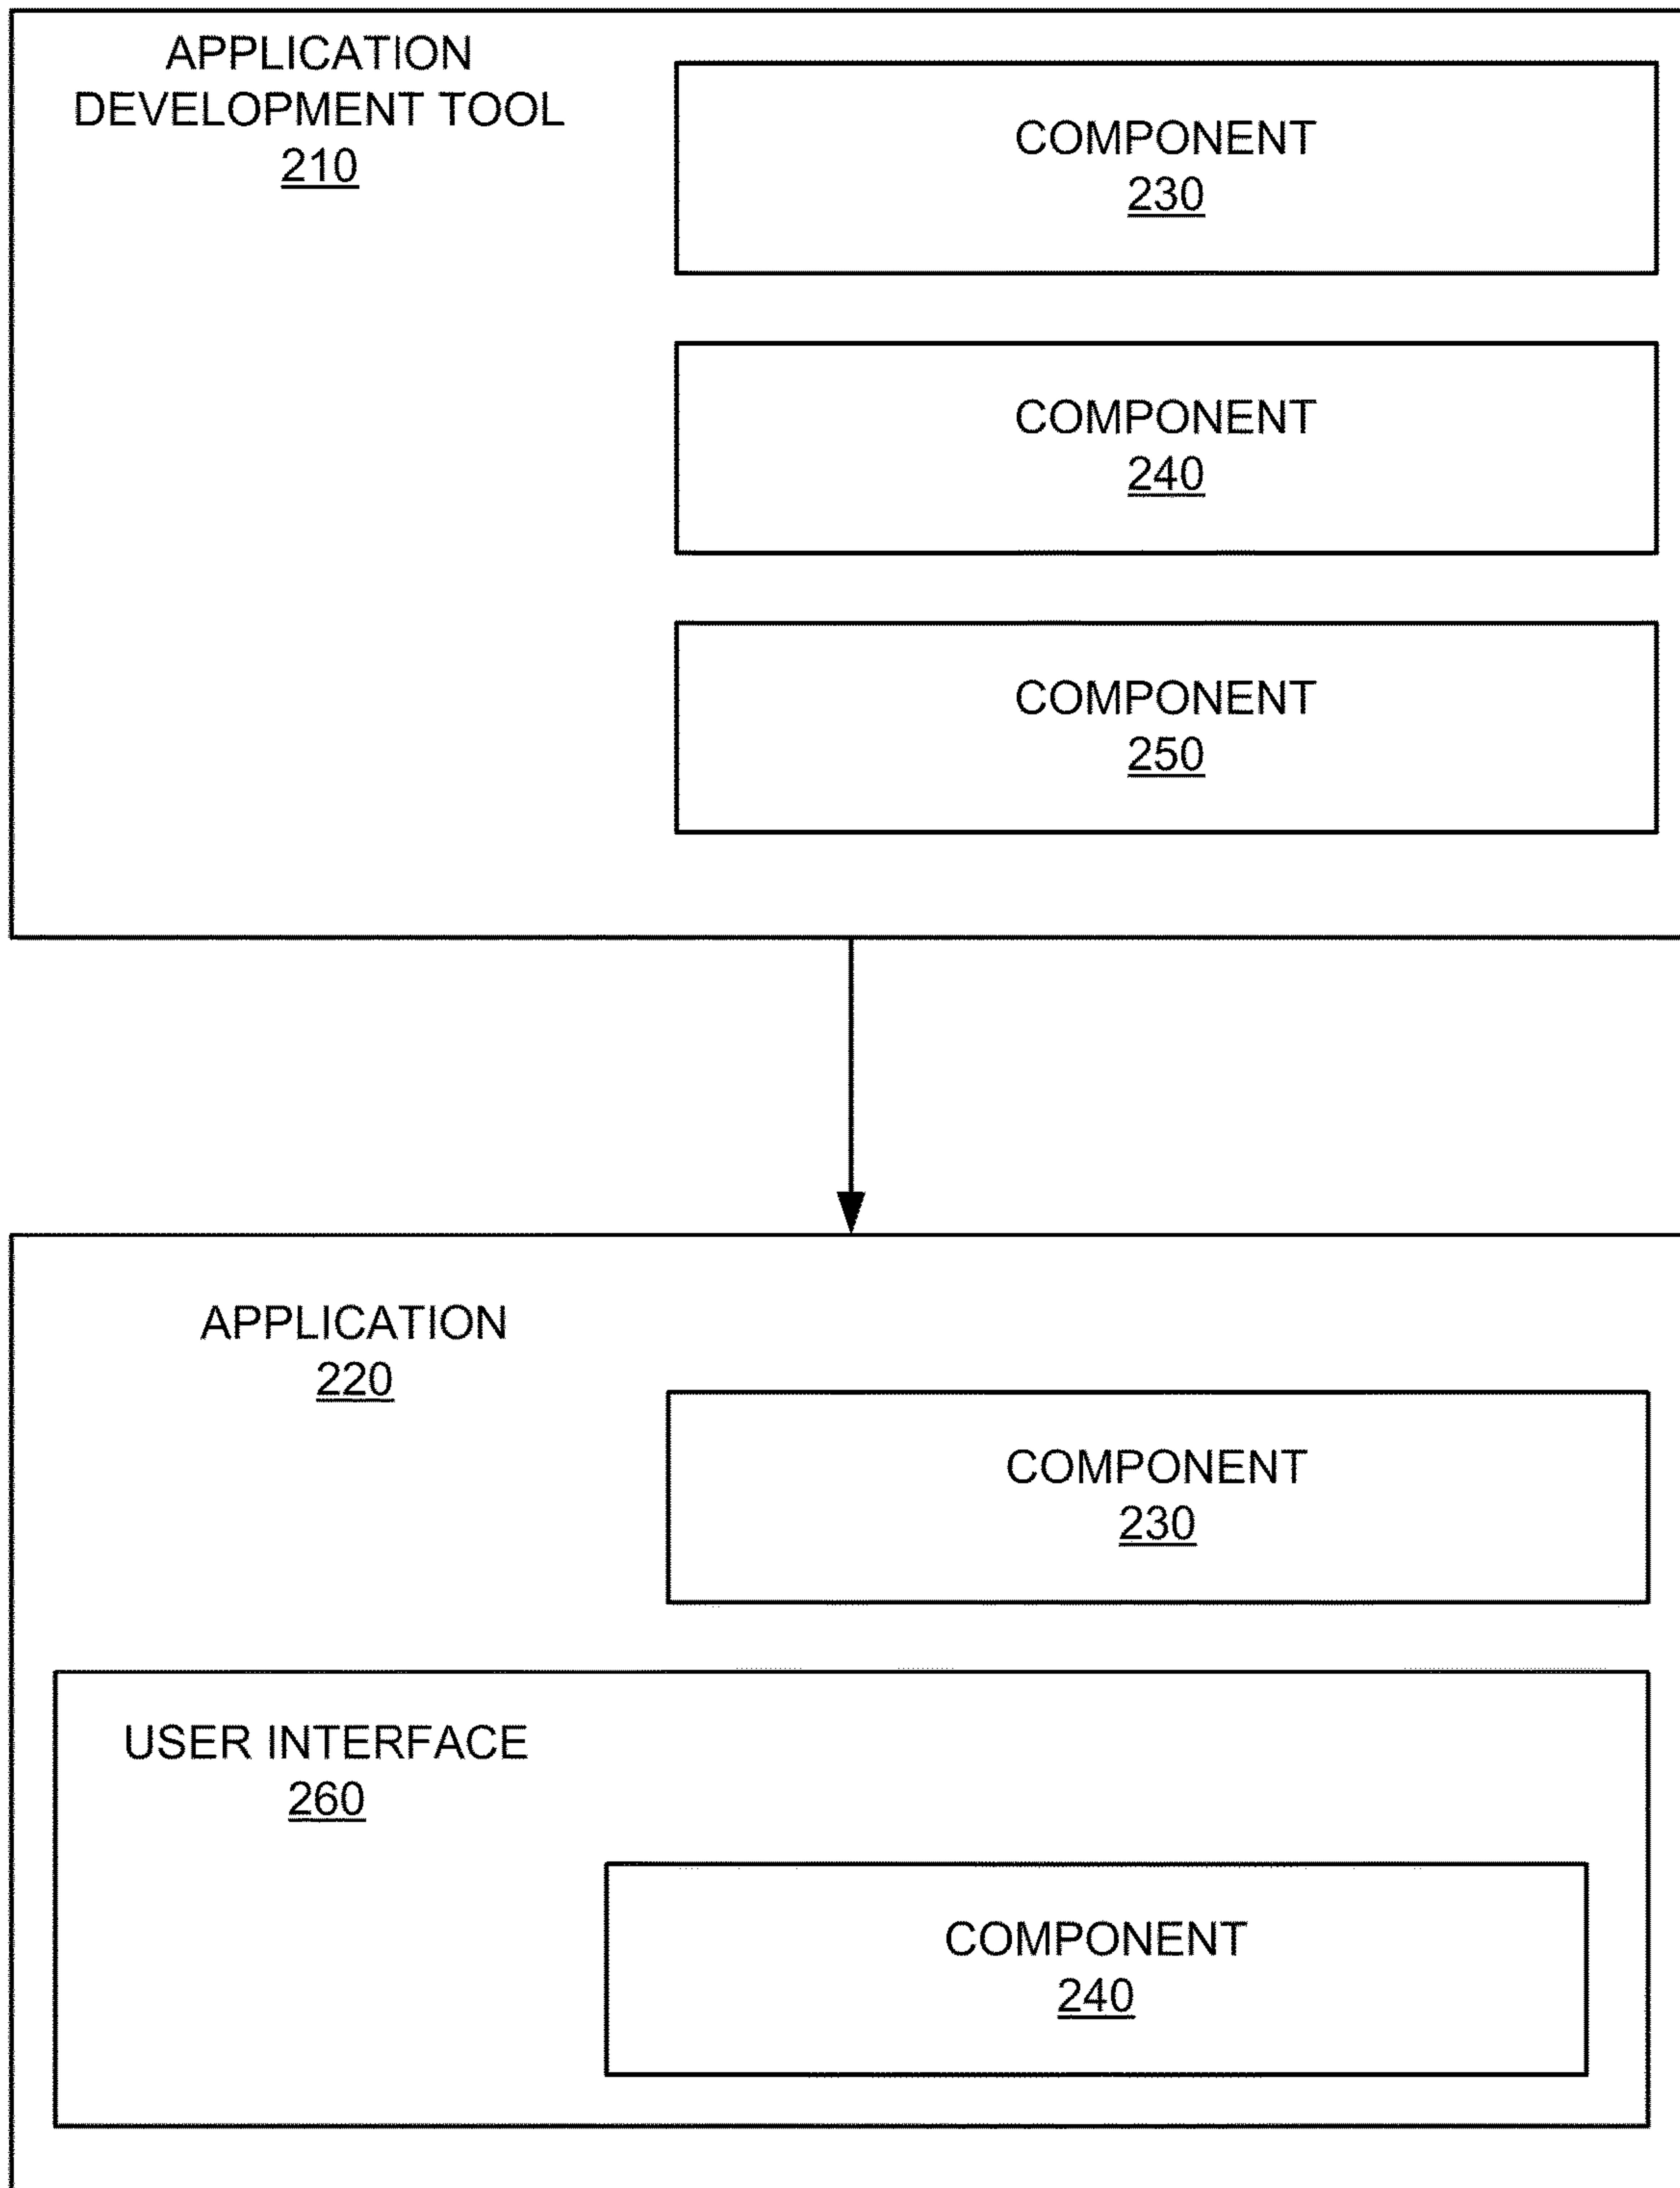 APPLICATION
DEVELOPMENT TOOL
210
COMPONENT
230
COMPONENT
240
COMPONENT
250
APPLICATION
220
COMPONENT
230
USER INTERFACE
260
COMPONENT
240